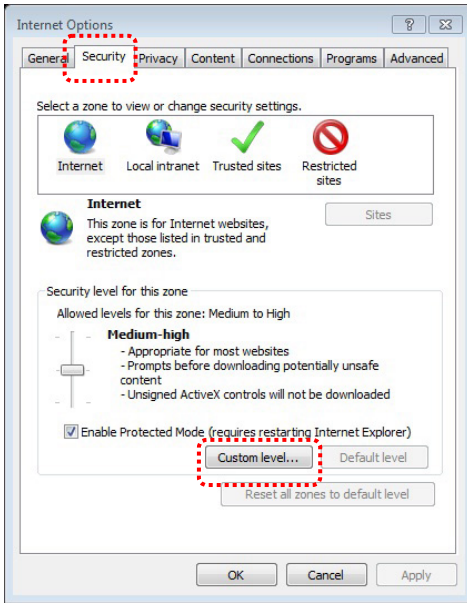 Internet Options
General Security Privacy Content Connections Programs Advanced
Select a zone to view or change security settings.
Internet Local intranet Trusted sites Restricted
sites
Internet
Sites
This zone is for Internet websites,
except those listed in trusted and
restricted zones.
Security level for this zone
Allowed levels for this zone: Medium to High
Medium-high
- Appropriate for most websites
- Prompts before downloading potentially unsafe
content
- Unsigned ActiveX controls will not be downloaded
Enable Protected Mode (requires restarting Internet Explorer)
Custom level... Default level
Reset all zones to default level
OK Cancel Apply